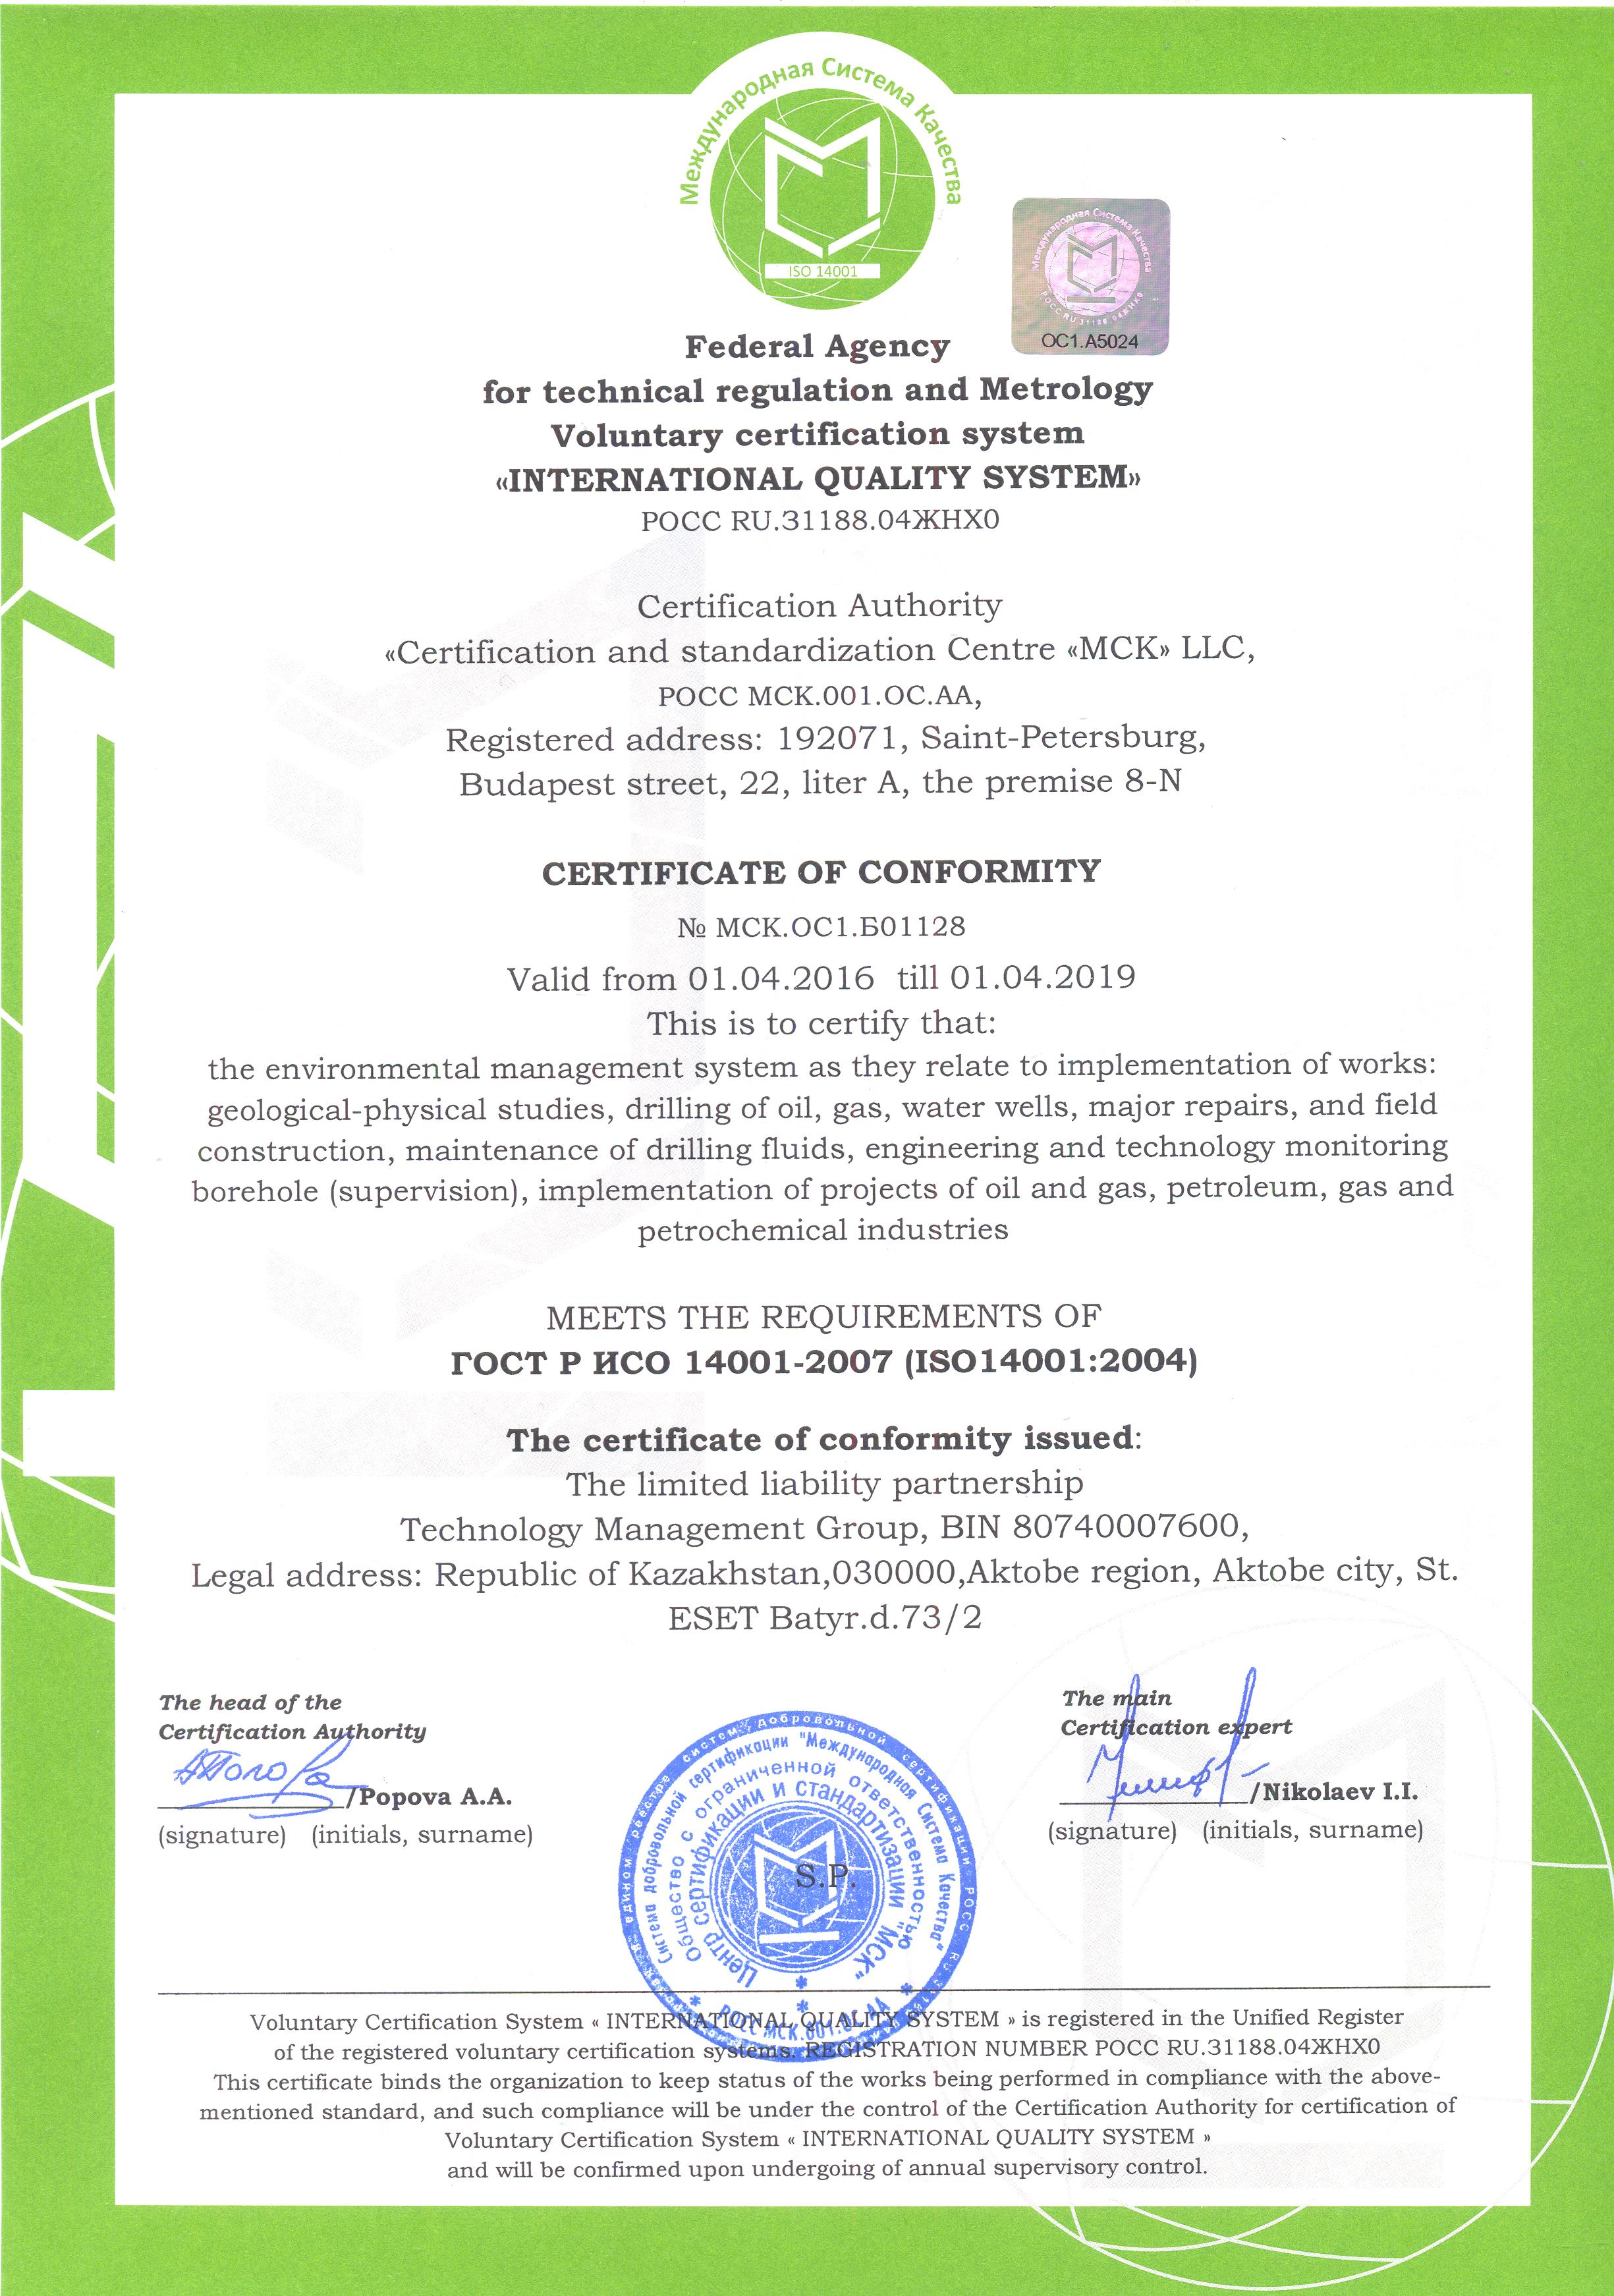 Международная Система Качества
ISO 14001
Международная Система Качества
РОСС RU.31188.04ЖНХ0
ОС1.А5024
Federal Agency
for technical regulation and Metrology
Voluntary certification system
«INTERNATIONAL QUALITY SYSTEM»
РОСС RU.31188.04ЖНХ0
Certification Authority
«Certification and standardization Centre «МСК» LLC,
РОСС МСК.001.ОС.АА,
Registered address: 192071, Saint-Petersburg,
Budapest street, 22, liter A, the premise 8-N
CERTIFICATE OF CONFORMITY
№ МСК.ОС1.Б01128
Valid from 01.04.2016 till 01.04.2019
This is to certify that:
the environmental management system as they relate to implementation of works:
geological-physical studies, drilling of oil, gas, water wells, major repairs, and field
construction, maintenance of drilling fluids, engineering and technology monitoring
borehole (supervision), implementation of projects of oil and gas, petroleum, gas and
petrochemical industries
MEETS THE REQUIREMENTS OF
ГОСТ Р ИСО 14001-2007 (ISO14001:2004)
The certificate of conformity issued:
The limited liability partnership
Technology Management Group, BIN 80740007600,
Legal address: Republic of Kazakhstan,030000,Aktobe region, Aktobe city, St.
ESET Batyr.d.73/2
The head of the
Certification Authority
/Popova A.A.
(signature) (initials, surname)
The main
Certification expert
/Nikolaev I.I.
(signature) (initials, surname)
едином реестре систем добровольной сертификации РОСС RU.
Система добровольной сертификации "Международная Система Качества"
Общество с ограниченной ответственностью
Центр сертификации и стандартизации "МСК"
S.P.
РОСС МСК.001.ОС.АА
Voluntary Certification System « INTERNATIONAL QUALITY SYSTEM » is registered in the Unified Register
of the registered voluntary certification systems. REGISTRATION NUMBER РОСС RU.31188.04ЖНХ0
This certificate binds the organization to keep status of the works being performed in compliance with the above-
mentioned standard, and such compliance will be under the control of the Certification Authority for certification of
Voluntary Certification System « INTERNATIONAL QUALITY SYSTEM »
and will be confirmed upon undergoing of annual supervisory control.